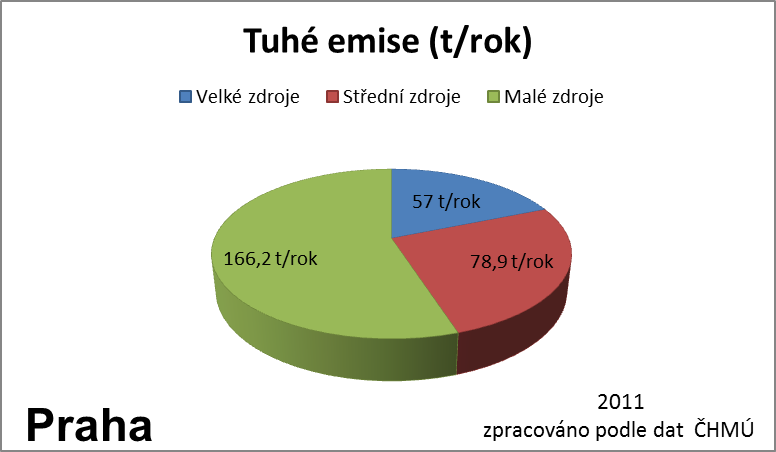 Tuhé emise (t/rok)
Velké zdroje Střední zdroje Malé zdroje
57 t/rok
166,2 t/rok
78,9 t/rok
2011
Praha
zpracováno podle dat ČHMÚ